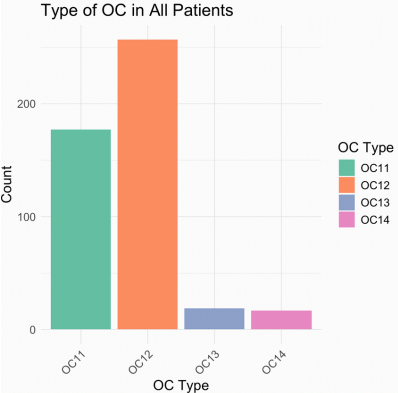 Type of OC in All Patients
Count
200
100
0
OC11
OC12
OC13
OC14
OC Type
OC Type
OC11
OC12
OC13
OC14